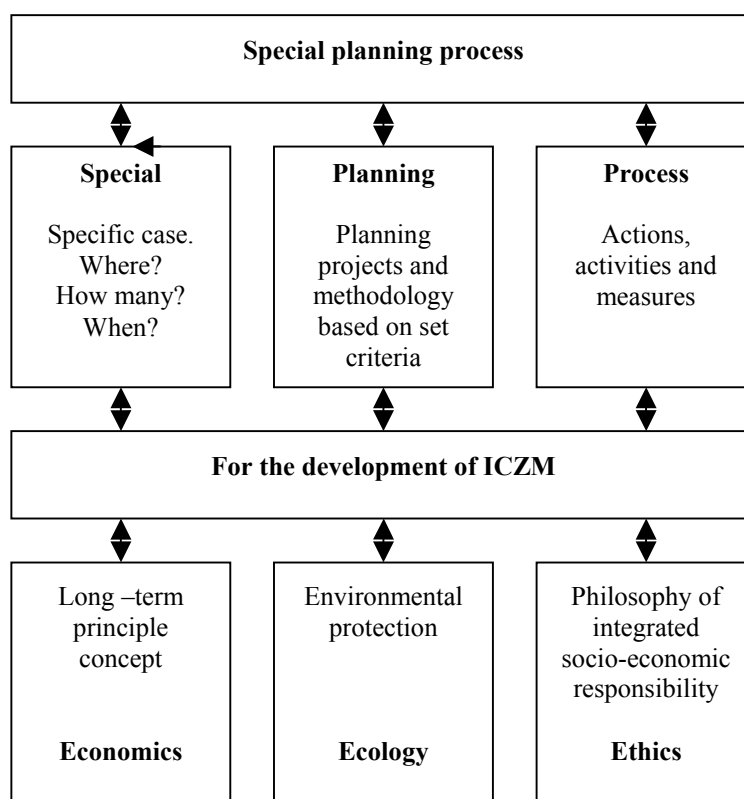 Special planning process
Special
Specific case.
Where?
How many?
When?
Planning
Planning
projects and
methodology
based on set
criteria
Process
Actions,
activities and
measures
For the development of ICZM
Long –term
principle
concept
Economics
Environmental
protection
Ecology
Philosophy of
integrated
socio-economic
responsibility
Ethics